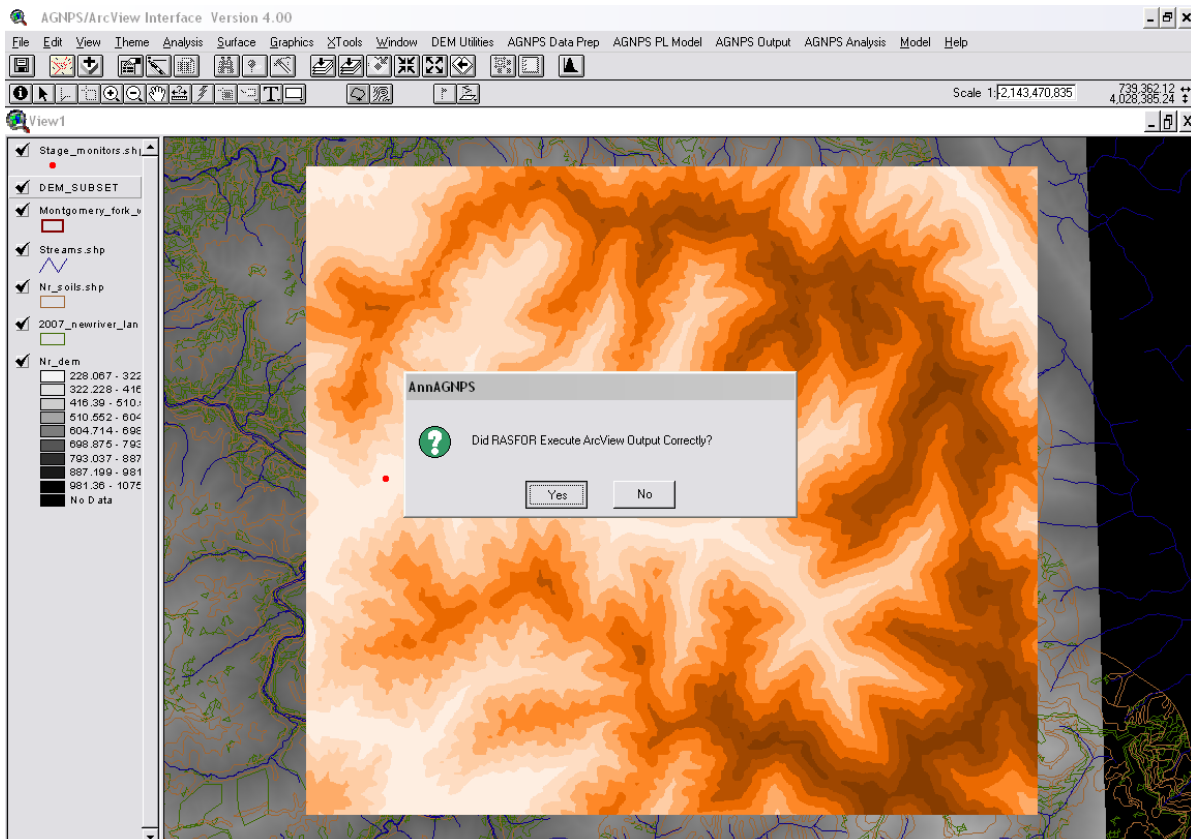 AGNPS/ArcView Interface Version 4.00
File Edit View Theme Analysis Surface Graphics XTools Window DEM Utilities AGNPS Data Prep AGNPS PL Model AGNPS Output AGNPS Analysis Model Help
T
Scale 1: -2,143,470,835
739,362.12
4,028,385.24
View1
Stage_monitors.shp
DEM_SUBSET
Montgomery_fork_
Streams.shp
Nr_soils.shp
2007_newriver_lan
Nr_dem
228.067 - 322
322.228 - 416
416.39 - 510.
510.552 - 604
604.714 - 698
698.875 - 793
793.037 - 887
887.199 - 981
981.36 - 1075
No Data
AnnAGNPS
Did RASFOR Execute ArcView Output Correctly?
Yes No